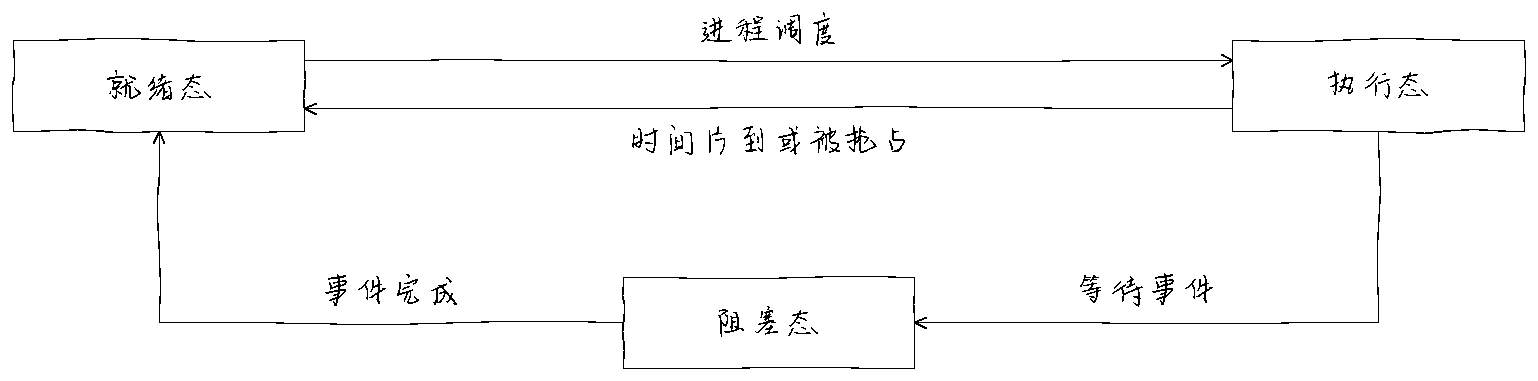 进程调度
就绪态
执行态
时间片到或被抢占
事件完成
等待事件
阻塞态